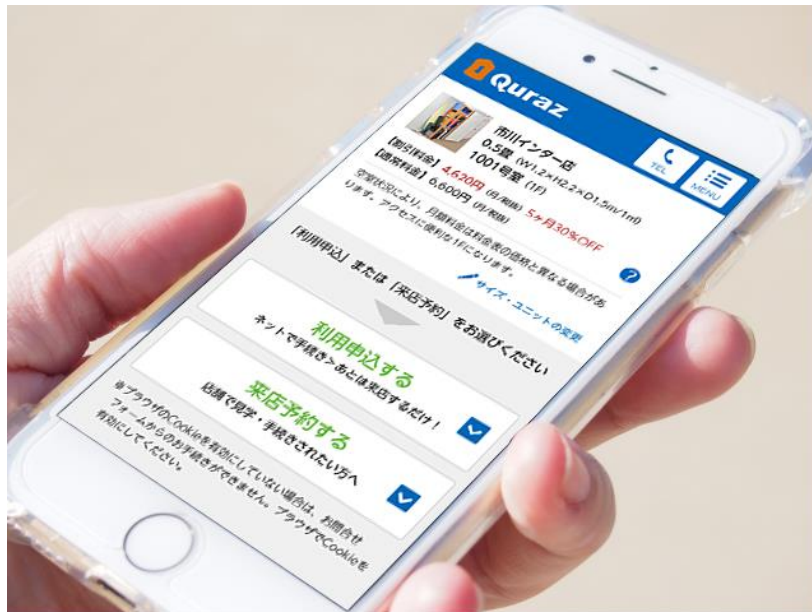 Quraz
TEL
MENU
市川インター店
0.5畳 (W1.2×H2.2×D1.5m/1㎡)
1001号室 (1F)
【割引料金】 4,620円 (月/税抜) 5ヶ月30%OFF
【通常料金】 6,600円 (月/税抜)
空室状況により、月額料金は料金表の価格と異なる場合があ
ります。アクセスに便利な1Fになります。
?
サイズ・ユニットの変更
「利用申込」または「来店予約」をお選びください
利用申込する
ネットで手続き>あとは来店するだけ!
来店予約する
店舗で見学・手続きされたい方へ
※ブラウザのCookieを有効にしていない場合は、お問合せ
フォームからのお手続きができません。ブラウザでCookieを
有効にしてください。